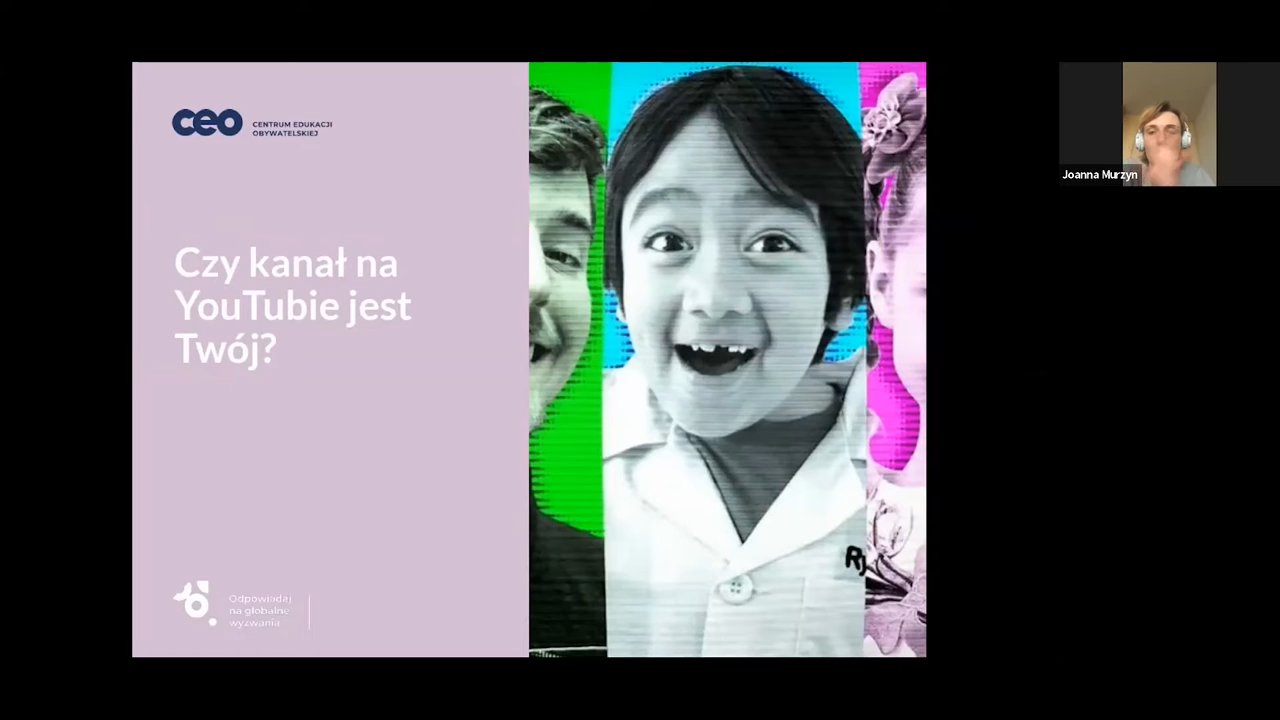 ceo
CENTRUM EDUKACJI
OBYWATELSKIEJ
Czy kanał na
YouTubie jest
Twój?
Odpowiadaj
na globalne
wyzwania
Joanna Murzyn